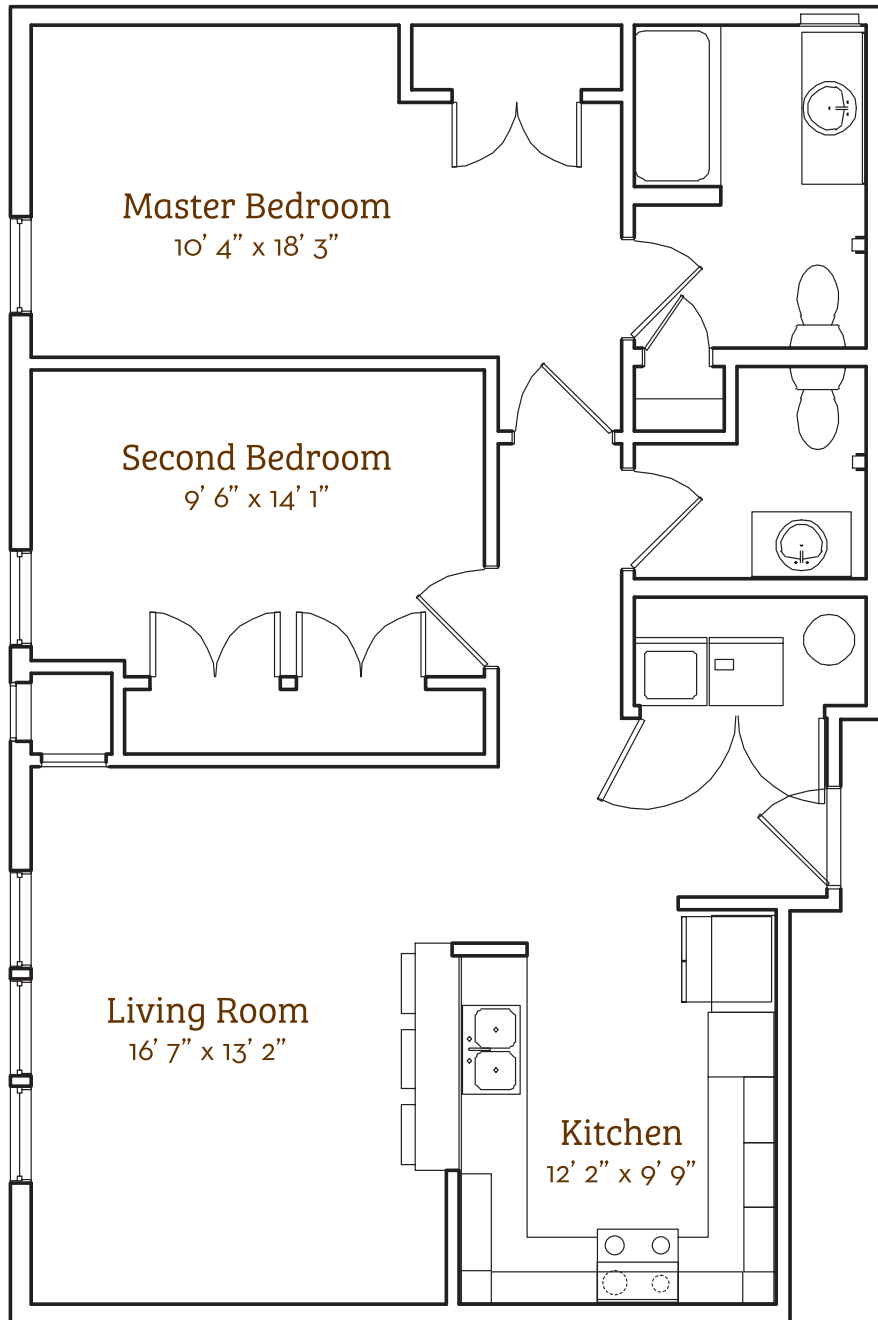 Master Bedroom
10’ 4” x 18’ 3”
Second Bedroom
9’ 6” x 14’ 1”
Living Room
16’ 7” x 13’ 2”
Kitchen
12’ 2” x 9’ 9”